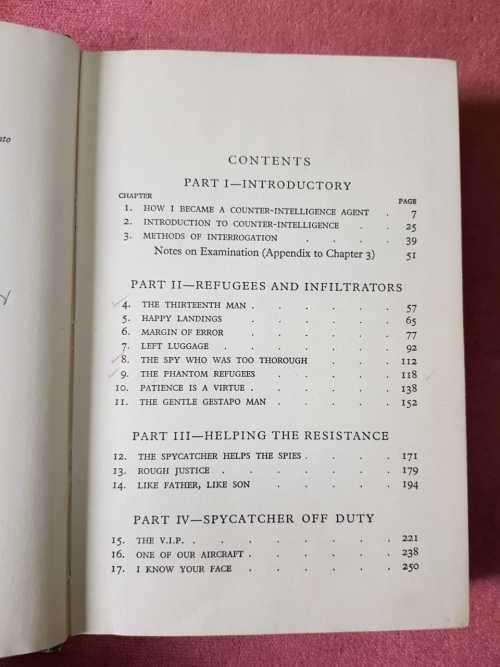 ato
CONTENTS
PART I—INTRODUCTORY
CHAPTER PAGE
1. HOW I BECAME A COUNTER-INTELLIGENCE AGENT . 7
2. INTRODUCTION TO COUNTER-INTELLIGENCE . . 25
3. METHODS OF INTERROGATION . . . . 39
Notes on Examination (Appendix to Chapter 3) 51
PART II—REFUGEES AND INFILTRATORS
4. THE THIRTEENTH MAN . . . . . . 57
5. HAPPY LANDINGS . . . . . . 65
6. MARGIN OF ERROR . . . . . . 77
7. LEFT LUGGAGE . . . . . . . 92
8. THE SPY WHO WAS TOO THOROUGH . . . . 112
9. THE PHANTOM REFUGEES . . . . . . 118
10. PATIENCE IS A VIRTUE . . . . . . 138
11. THE GENTLE GESTAPO MAN . . . . . 152
PART III—HELPING THE RESISTANCE
12. THE SPYCATCHER HELPS THE SPIES . . . . 171
13. ROUGH JUSTICE . . . . . . . 179
14. LIKE FATHER, LIKE SON . . . . . 194
PART IV—SPYCATCHER OFF DUTY
15. THE V.I.P. . . . . . . . . 221
16. ONE OF OUR AIRCRAFT . . . . . . 238
17. I KNOW YOUR FACE . . . . . . 250